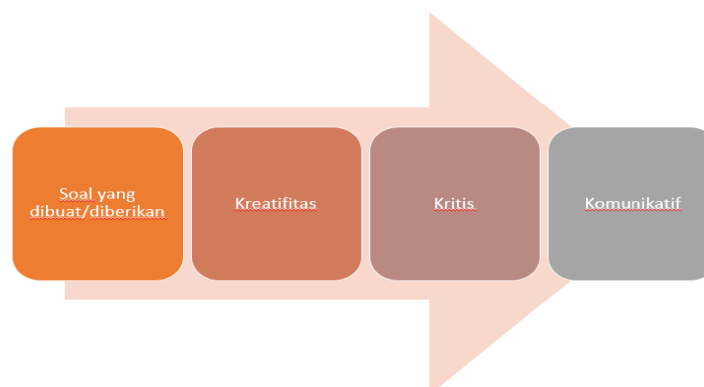 Soal yang
dibuat/diberikan
Kreatifitas
Kritis
Komunikatif